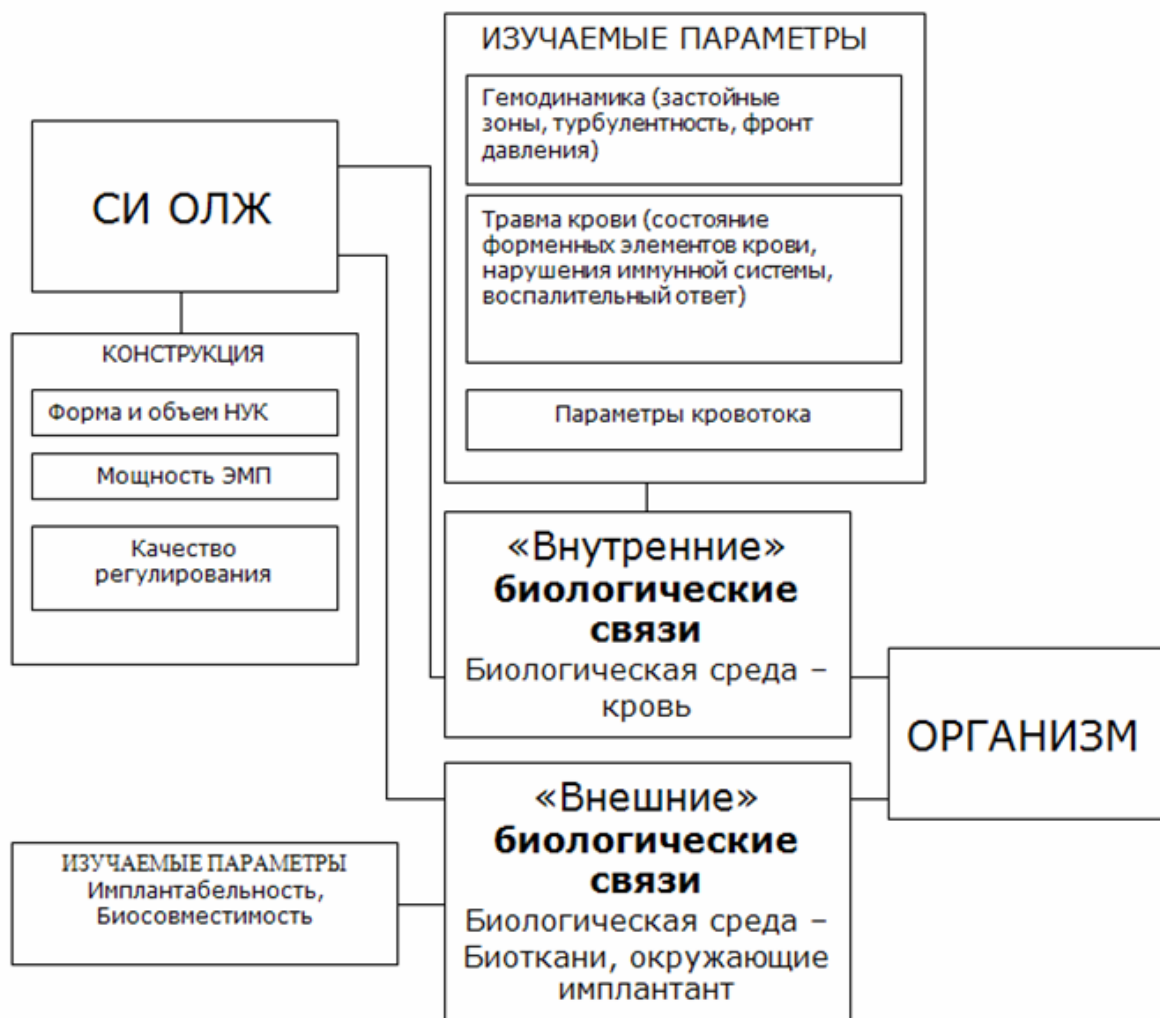 ИЗУЧАЕМЫЕ ПАРАМЕТРЫ
Гемодинамика (застойные
зоны, турбулентность, фронт
давления)
Травма крови (состояние
форменных элементов крови,
нарушения иммунной системы,
воспалительный ответ)
Параметры кровотока
СИ ОЛЖ
КОНСТРУКЦИЯ
Форма и объем НУК
Мощность ЭМП
Качество
регулирования
«Внутренние»
биологические
связи
Биологическая среда –
кровь
ОРГАНИЗМ
«Внешние»
биологические
связи
Биологическая среда –
Биоткани, окружающие
имплантант
ИЗУЧАЕМЫЕ ПАРАМЕТРЫ
Имплантабельность,
Биосовместимость